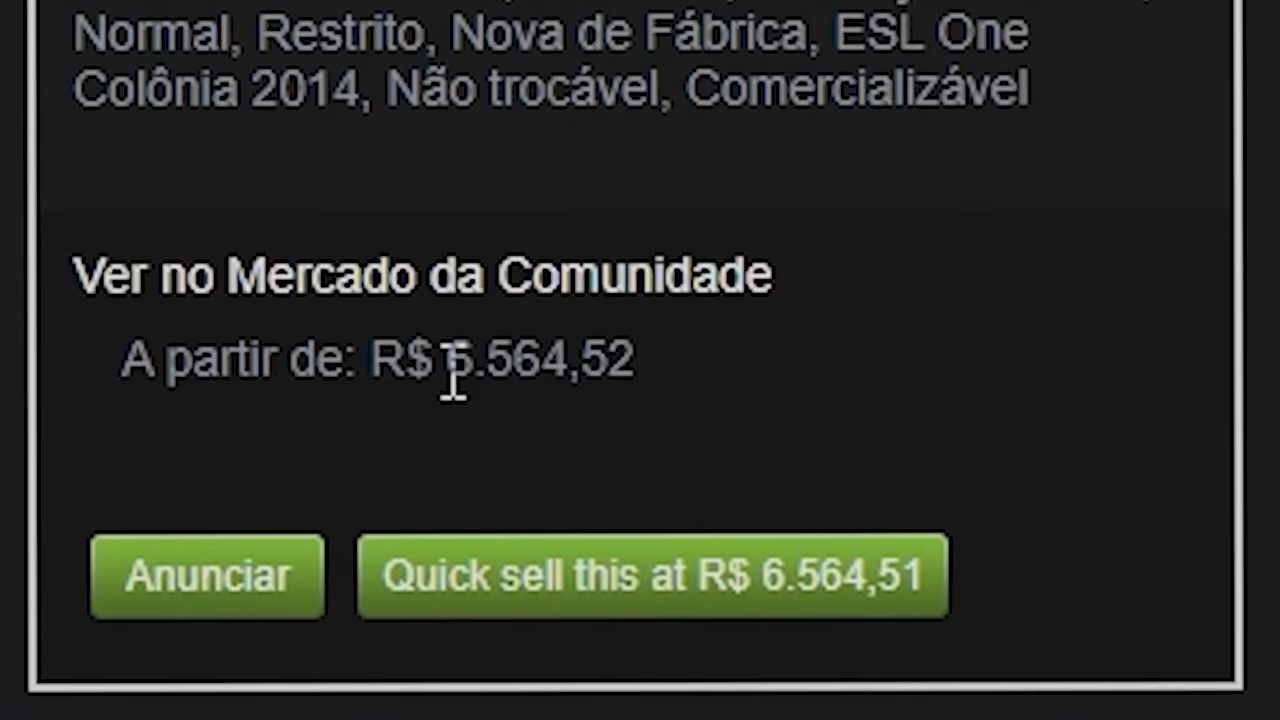 Normal, Restrito, Nova de Fábrica, ESL One
Colônia 2014, Não trocável, Comercializável
Ver no Mercado da Comunidade
A partir de: R$ 6.564,52
Anunciar
Quick sell this at R$ 6.564,51